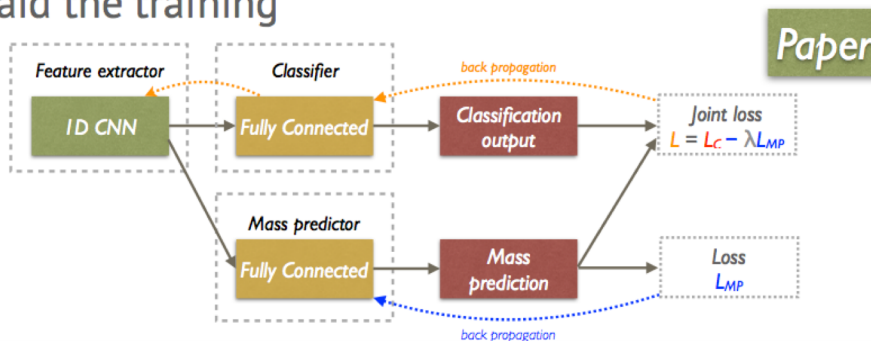 aid the training
Paper
Feature extractor
Classifier
back propagation
1D CNN
Fully Connected
Classification
output
Joint loss
L = LC – λLMP
Mass predictor
Fully Connected
Mass
prediction
Loss
LMP
back propagation